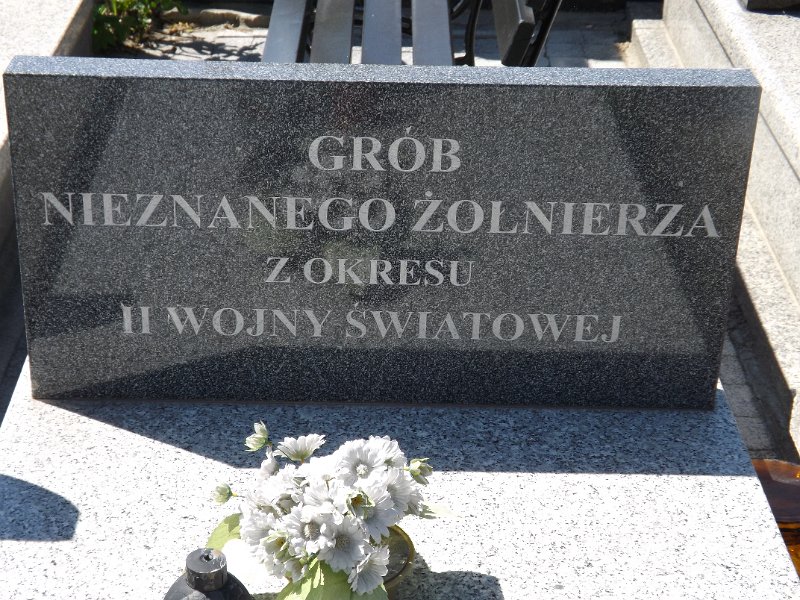 GRÓB
NIEZNANEGO ŻOŁNIERZA
Z OKRESU
II WOJNY ŚWIATOWEJ